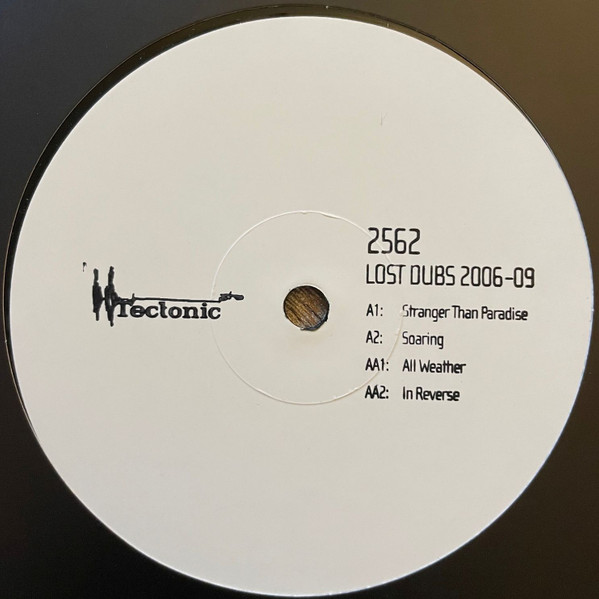 Tectonic
2562
LOST DUBS 2006-09
A1: Stranger Than Paradise
A2: Soaring
AA1: All Weather
AA2: In Reverse